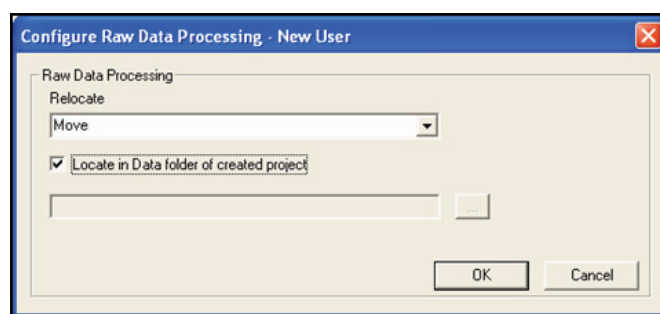 Configure Raw Data Processing - New User
Raw Data Processing
Relocate
Move
Locate in Data folder of created project
...
OK
Cancel